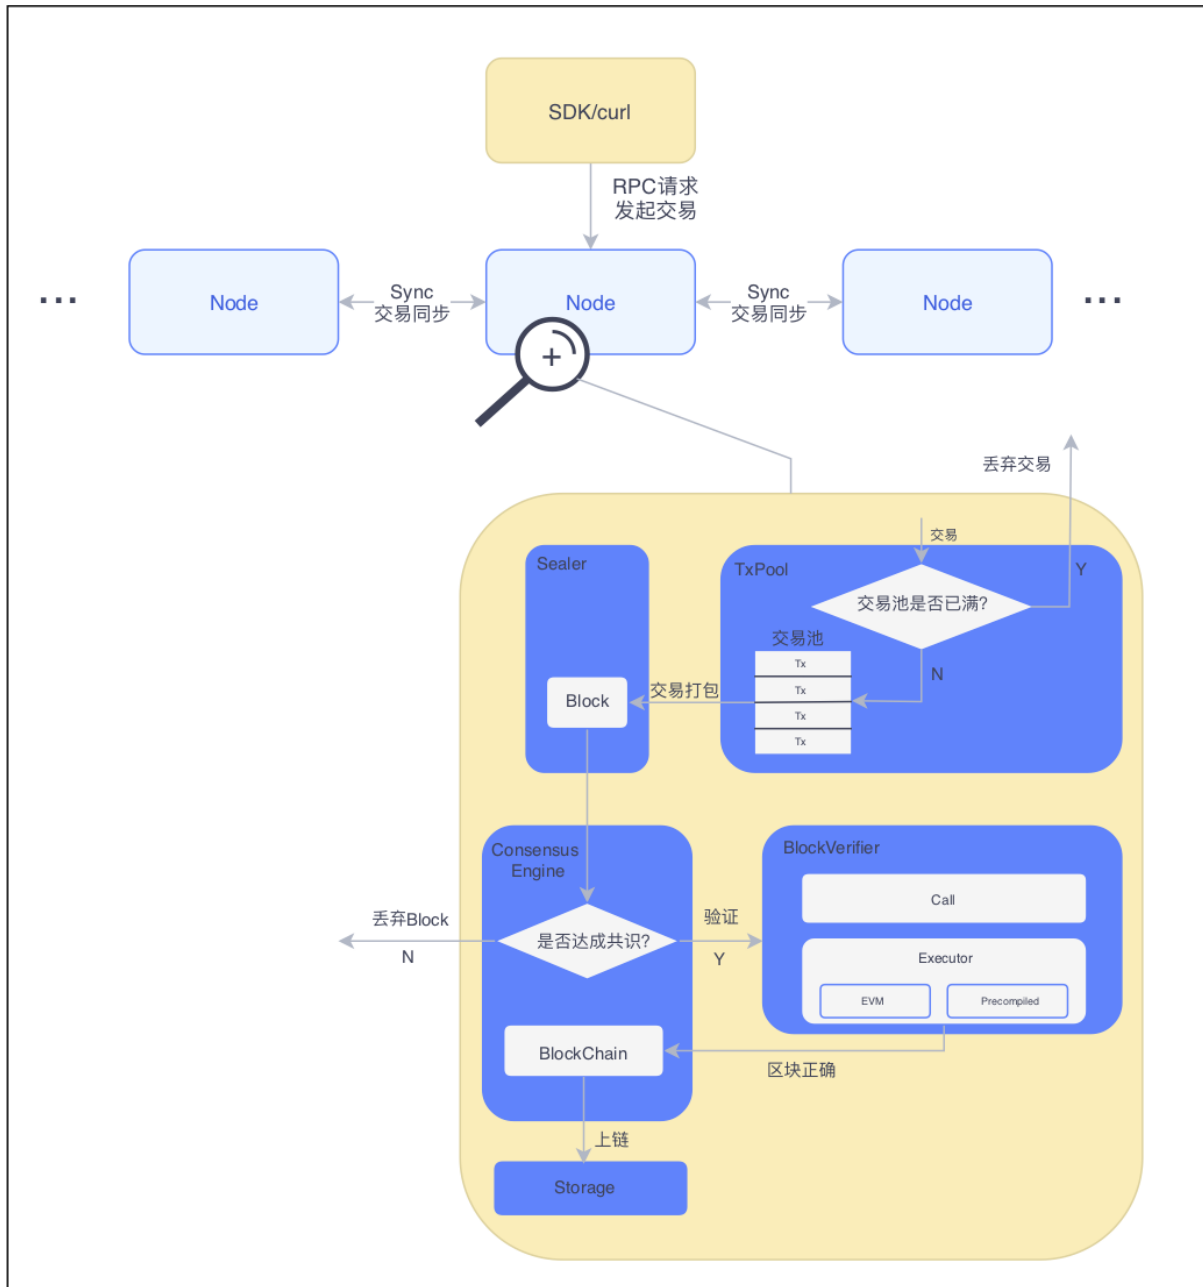 SDK/curl
RPC请求
发起交易
...
Node
Sync
交易同步
Node
Sync
交易同步
Node
...
+
丢弃交易
交易
Sealer
TxPool
Y
交易池是否已满?
交易池
N
Tx
Tx
Tx
Tx
交易打包
Block
Consensus
Engine
BlockVerifier
Call
丢弃Block
N
是否达成共识?
验证
Y
Executor
EVM
Precompiled
BlockChain
区块正确
上链
Storage